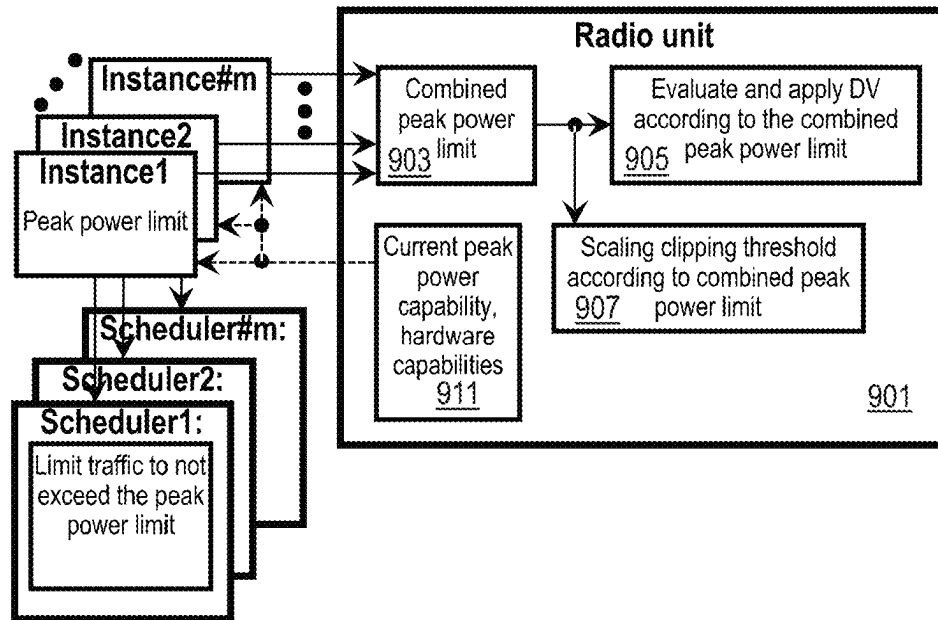 Radio unit
Instance#m
Instance2
Instance1
Peak power limit
Combined
peak power
limit
903
Evaluate and apply DV
according to the combined
905 peak power limit
Current peak
power
capability,
hardware
capabilities
911
Scaling clipping threshold
according to combined peak
907 power limit
901
Scheduler#m:
Scheduler2:
Scheduler1:
Limit traffic to not
exceed the peak
power limit